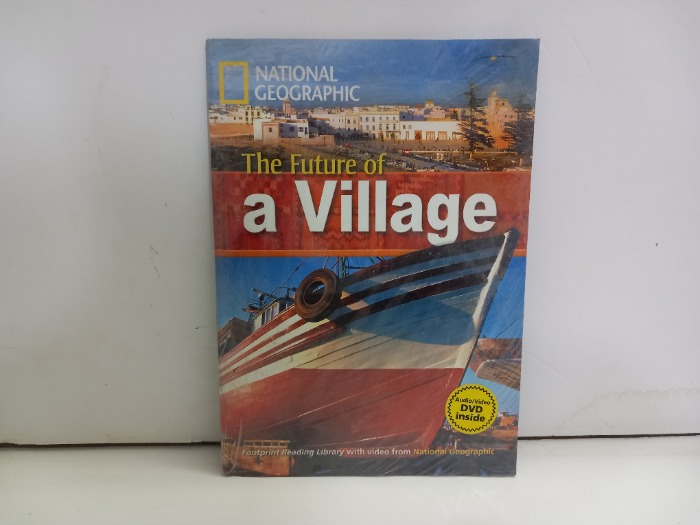 NATIONAL
GEOGRAPHIC
The Future of
a Village
Audio/Video
DVD
inside
Footprint Reading Library with video from National Geographic